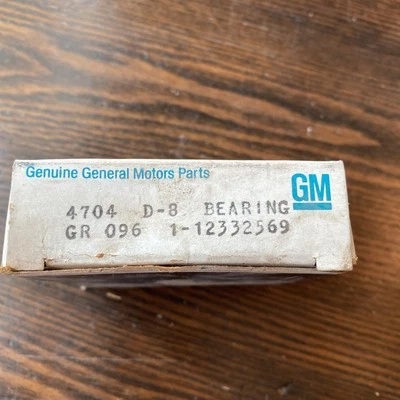 Genuine General Motors Parts
GM
4704 D-8 BEARING
GR 096 1-12332569